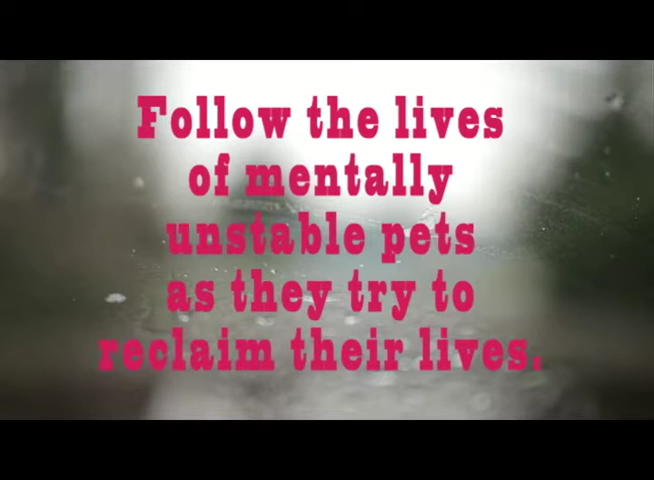 Follow the lives
of mentally
unstable pets
as they try to
reclaim their lives.